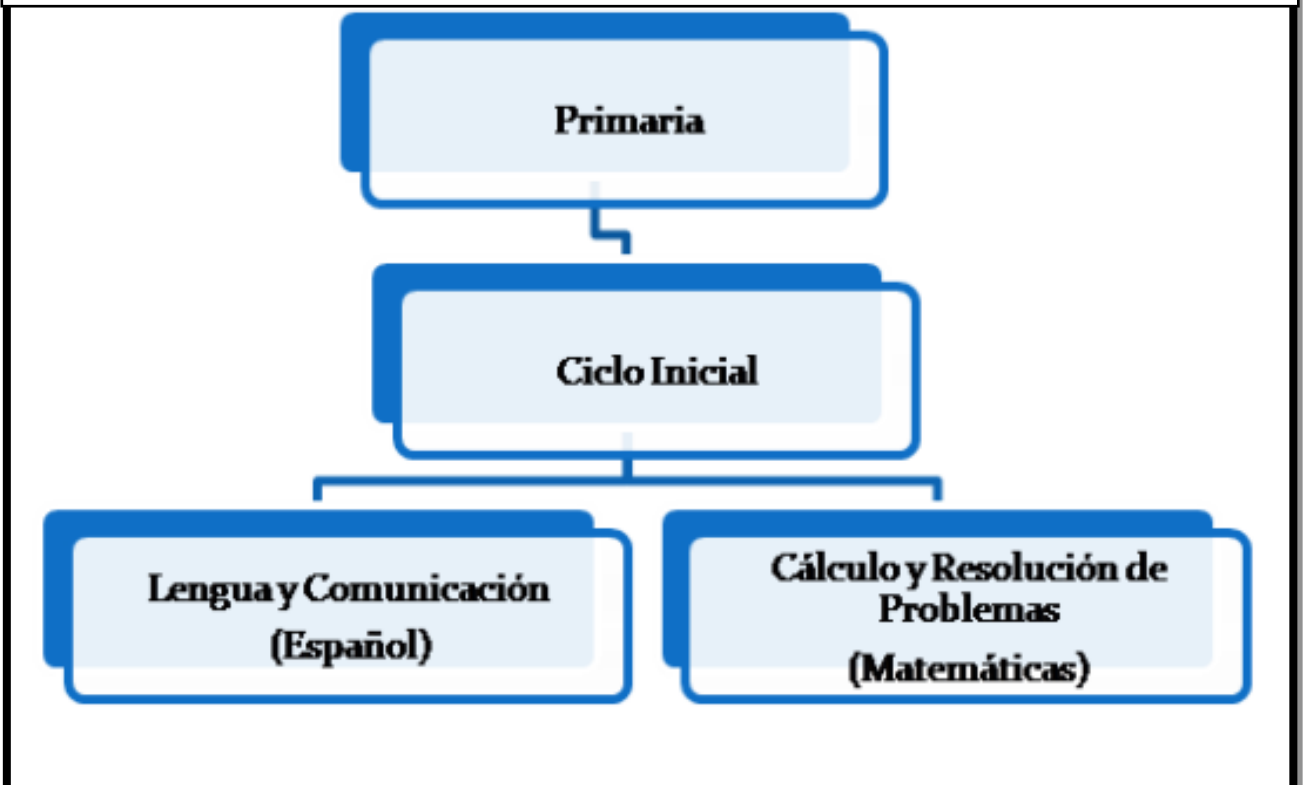 Primaria
Ciclo Inicial
Lengua y Comunicación
(Español)
Cálculo y Resolución de
Problemas
(Matemáticas)